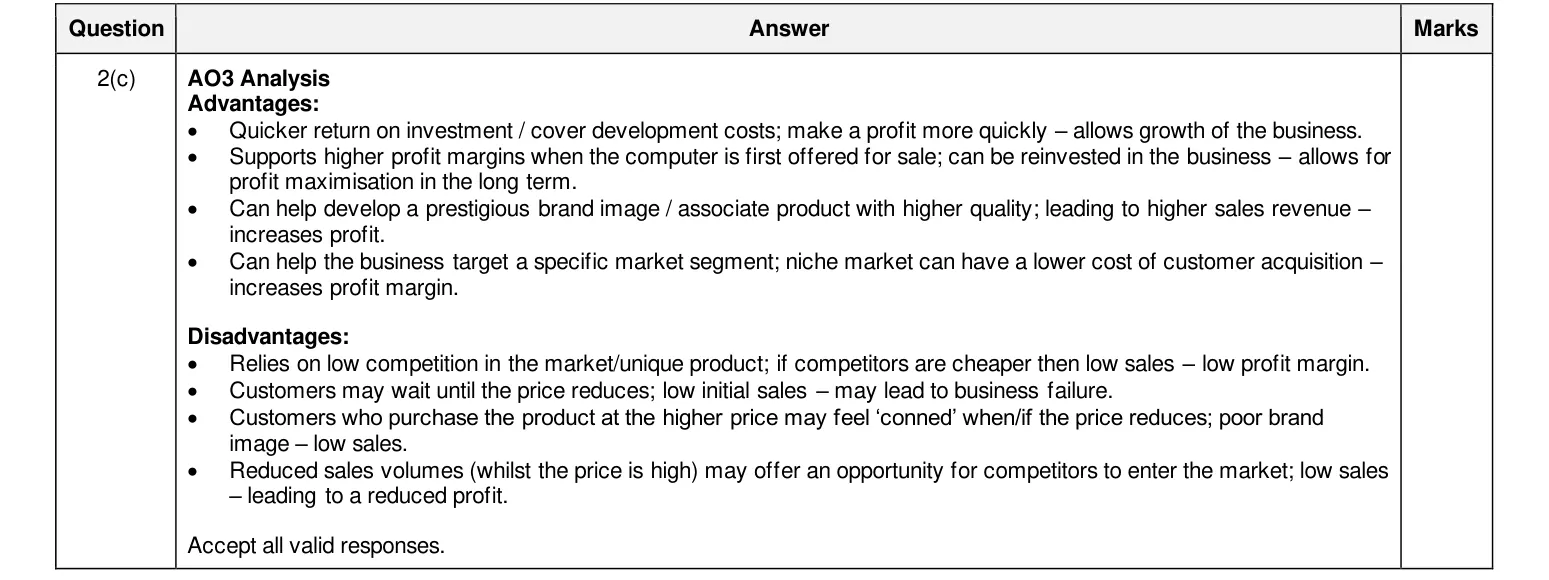 Question Answer Marks
2(c) AO3 Analysis
Advantages:
• Quicker return on investment / cover development costs; make a profit more quickly – allows growth of the business.
• Supports higher profit margins when the computer is first offered for sale; can be reinvested in the business – allows for
profit maximisation in the long term.
• Can help develop a prestigious brand image / associate product with higher quality; leading to higher sales revenue –
increases profit.
• Can help the business target a specific market segment; niche market can have a lower cost of customer acquisition –
increases profit margin.
Disadvantages:
• Relies on low competition in the market/unique product; if competitors are cheaper then low sales – low profit margin.
• Customers may wait until the price reduces; low initial sales – may lead to business failure.
• Customers who purchase the product at the higher price may feel ‘conned’ when/if the price reduces; poor brand
image – low sales.
• Reduced sales volumes (whilst the price is high) may offer an opportunity for competitors to enter the market; low sales
– leading to a reduced profit.
Accept all valid responses.